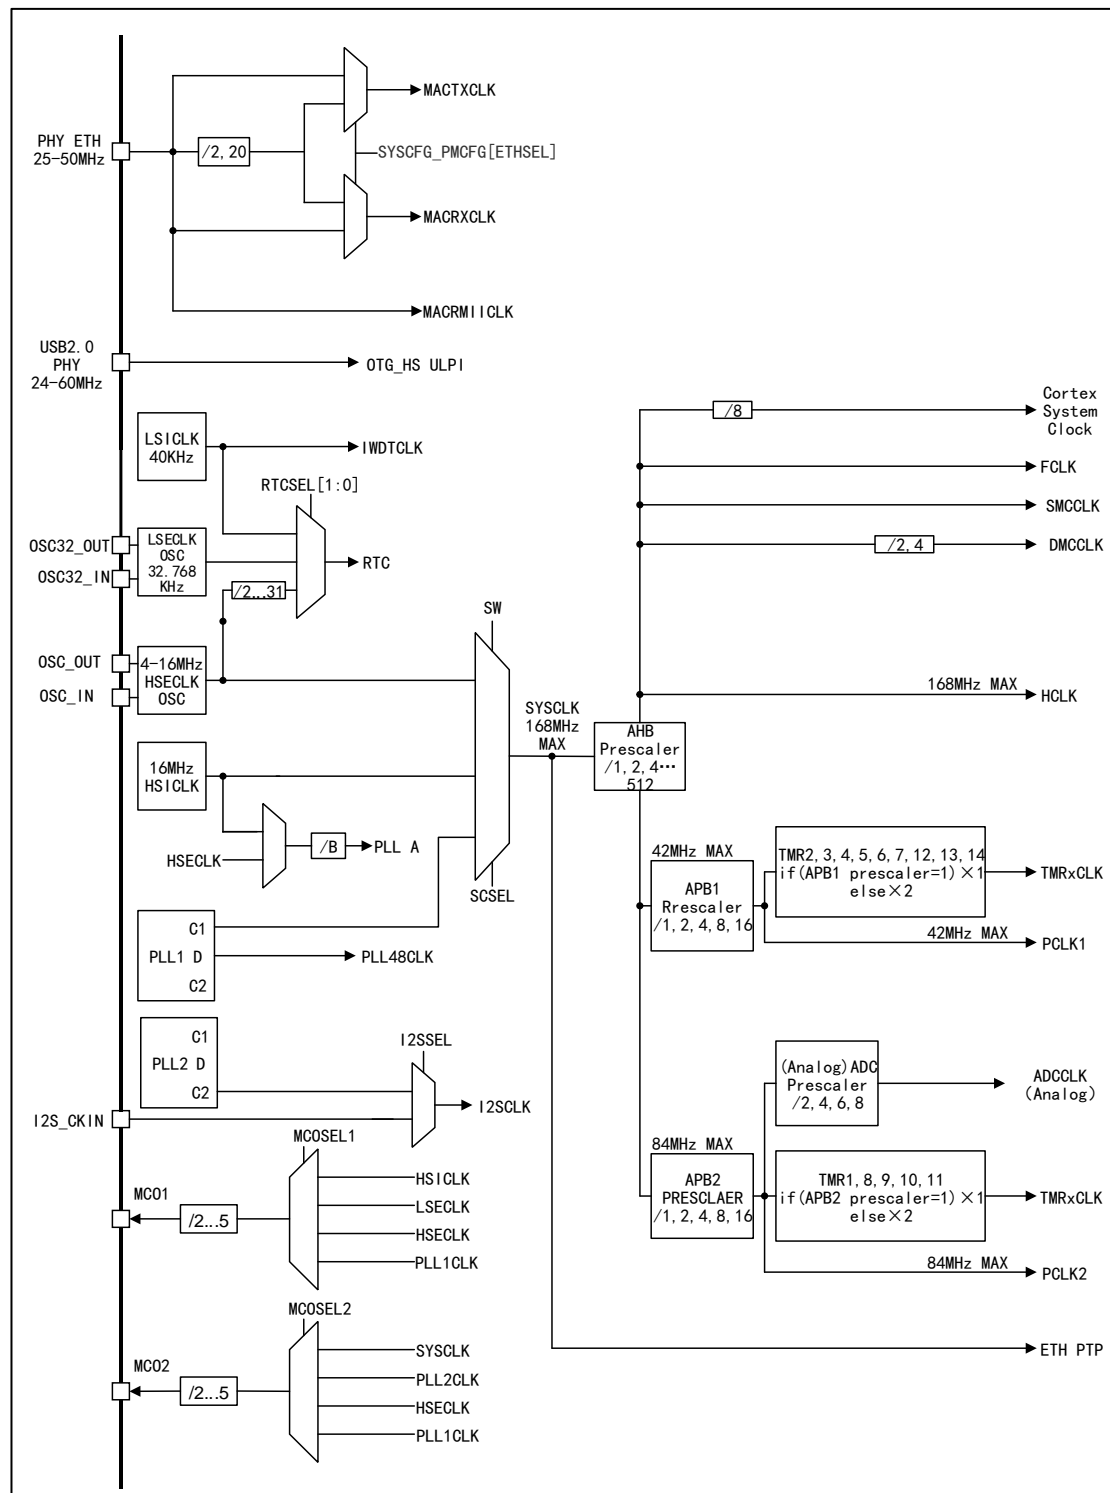 MACTXCLK
PHY ETH
25-50MHz
/2, 20
SYSCFG_PMCFG[ETHSEL]
MACRXCLK
MACRMIICLK
USB2.0
PHY
24-60MHz
OTG_HS ULPI
/8
Cortex
System
Clock
LSICLK
40KHz
IWDTCLK
FCLK
RTCSEL[1:0]
SMCCLK
OSC32_OUT
OSC32_IN
LSECLK
OSC
32.768
KHz
RTC
/2, 4
DMCCLK
/2...31
SW
OSC_OUT
OSC_IN
4-16MHz
HSECLK
OSC
168MHz MAX
HCLK
SYSCLK
168MHz
MAX
AHB
Prescaler
/1, 2, 4…
512
16MHz
HSICLK
HSECLK
/B
PLL A
SCSEL
42MHz MAX
APB1
Rrescaler
/1, 2, 4, 8, 16
TMR2, 3, 4, 5, 6, 7, 12, 13, 14
if(APB1 prescaler=1)×1
else×2
TMRxCLK
42MHz MAX
PCLK1
C1
PLL1 D
C2
PLL48CLK
C1
PLL2 D
C2
I2SSEL
I2SCLK
I2S_CKIN
(Analog)ADC
Prescaler
/2, 4, 6, 8
ADCCLK
(Analog)
84MHz MAX
APB2
PRESCLAER
/1, 2, 4, 8, 16
TMR1, 8, 9, 10, 11
if(APB2 prescaler=1)×1
else×2
TMRxCLK
84MHz MAX
PCLK2
MCOSEL1
MCO1
/2...5
HSICLK
LSECLK
HSECLK
PLL1CLK
MCOSEL2
MCO2
/2...5
SYSCLK
PLL2CLK
HSECLK
PLL1CLK
ETH PTP